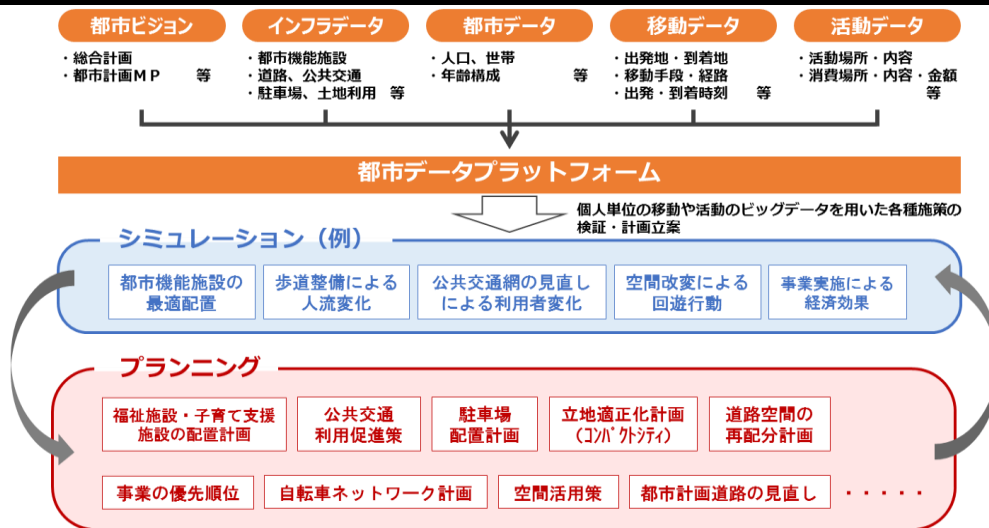 都市ビジョン
インフラデータ
都市データ
移動データ
活動データ
・総合計画
・都市計画ＭＰ　等
・都市機能施設
・道路、公共交通
・駐車場、土地利用　等
・人口、世帯
・年齢構成　等
・出発地・到着地
・移動手段・経路
・出発・到着時刻　等
・活動場所・内容
・消費場所・内容・金額
等
都市データプラットフォーム
個人単位の移動や活動のビッグデータを用いた各種施策の
検証・計画立案
シミュレーション（例）
都市機能施設の
最適配置
歩道整備による
人流変化
公共交通網の見直し
による利用者変化
空間改変による
回遊行動
事業実施による
経済効果
プランニング
福祉施設・子育て支援
施設の配置計画
公共交通
利用促進策
駐車場
配置計画
立地適正化計画
(ｺﾝﾊﾟｸﾄｼﾃｨ)
道路空間の
再配分計画
事業の優先順位
自転車ネットワーク計画
空間活用策
都市計画道路の見直し
・・・・・